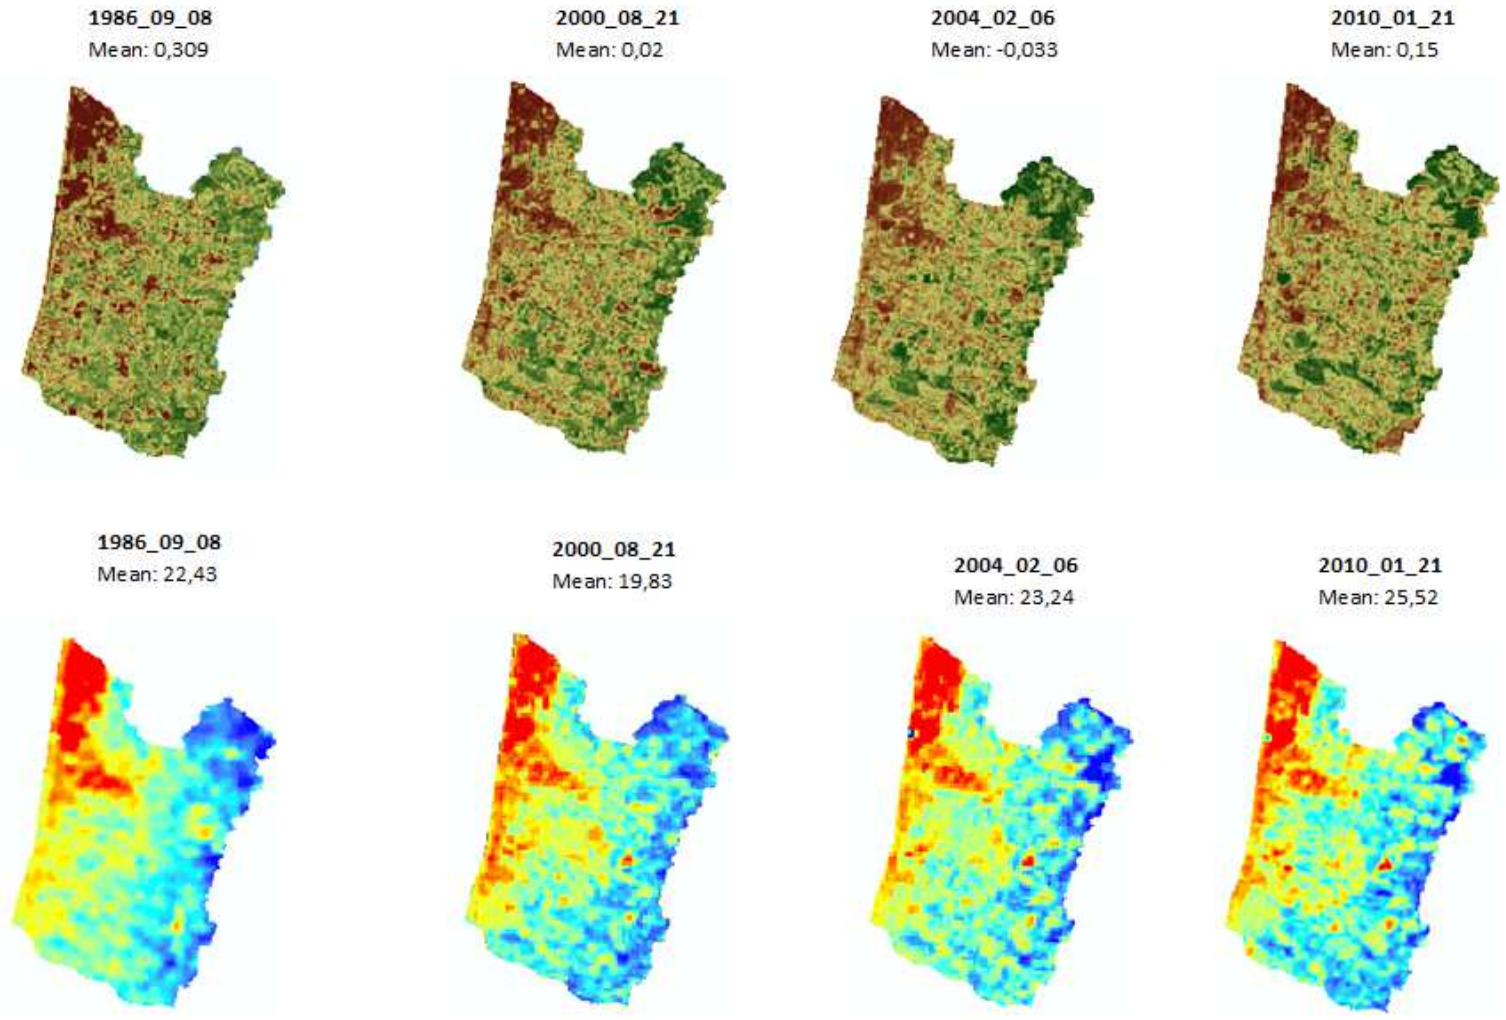 1986_09_08
Mean: 0,309
2000_08_21
Mean: 0,02
2004_02_06
Mean: -0,033
2010_01_21
Mean: 0,15
1986_09_08
Mean: 22,43
2000_08_21
Mean: 19,83
2004_02_06
Mean: 23,24
2010_01_21
Mean: 25,52